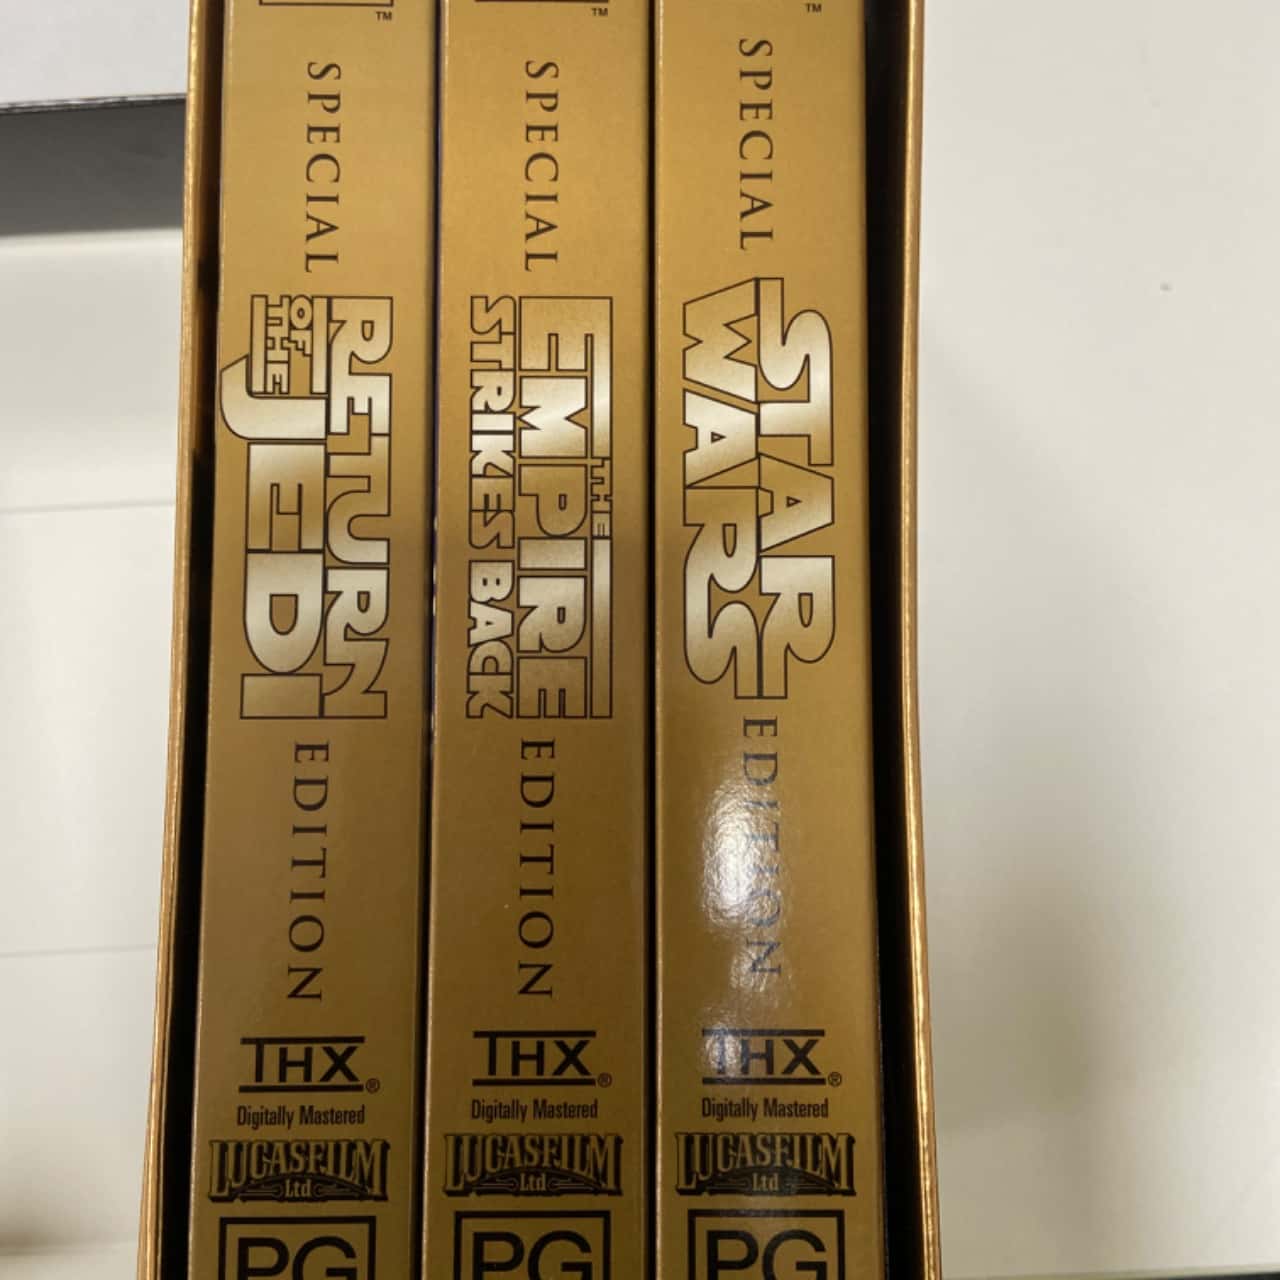 TM
SPECIAL
RETURN
OF THE
JEDI
EDITION
THX®
Digitally Mastered
LUCASFILM
Ltd
PG
TM
SPECIAL
THE
EMPIRE
STRIKES BACK
EDITION
THX®
Digitally Mastered
LUCASFILM
Ltd
PG
TM
SPECIAL
STAR
WARS
EDITION
THX®
Digitally Mastered
LUCASFILM
Ltd
PG